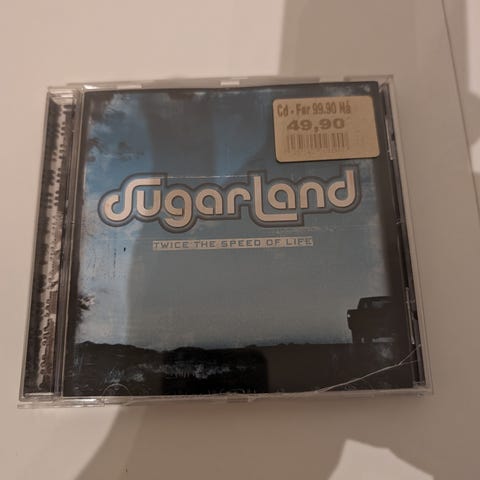 Cd - Før 99.90 Nå
49,90
sugarland
TWICE THE SPEED OF LIFE